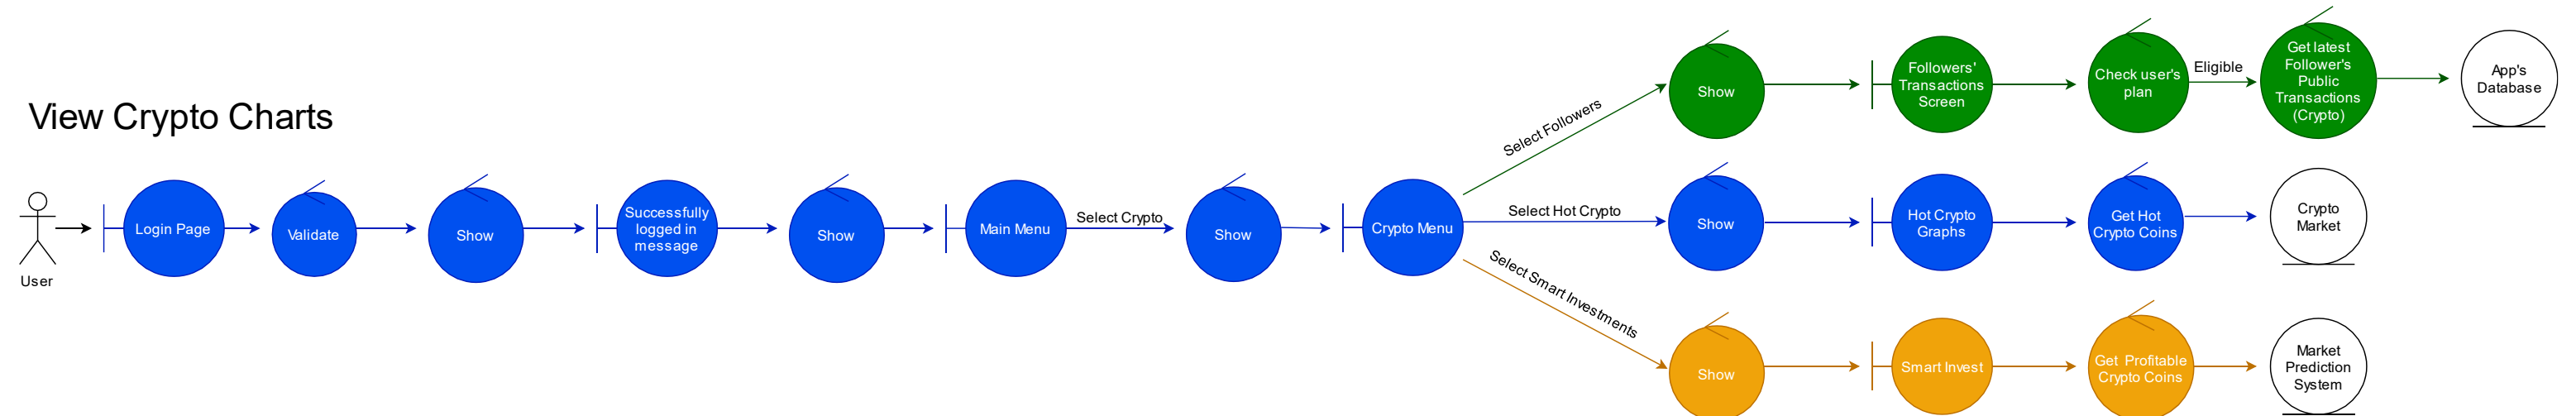 View Crypto Charts
User
Login Page
Validate
Show
Successfully
logged in
message
Show
Main Menu
Select Crypto
Show
Crypto Menu
Select Followers
Show
Followers'
Transactions
Screen
Check user's
plan
Eligible
Get latest
Follower's
Public
Transactions
(Crypto)
App's
Database
Select Hot Crypto
Show
Hot Crypto
Graphs
Get Hot
Crypto Coins
Crypto
Market
Select Smart Investments
Show
Smart Invest
Get Profitable
Crypto Coins
Market
Prediction
System